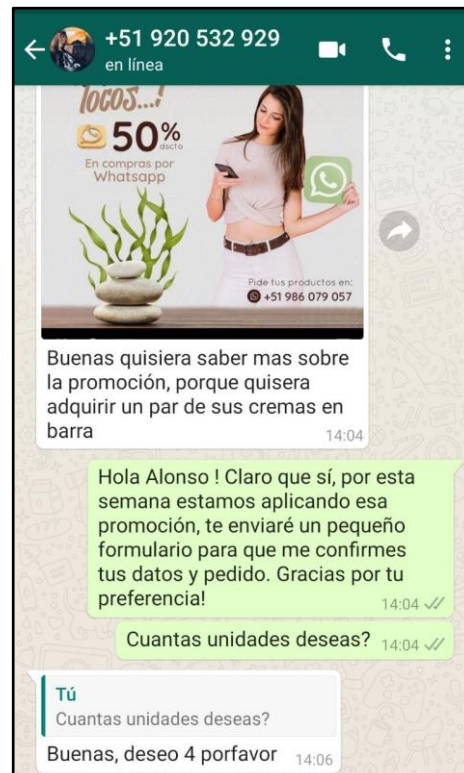 +51 920 532 929
en línea
locos...!
50%
dscto
En compras por
Whatsapp
Pide tus productos en:
+51 986 079 057
Buenas quisiera saber mas sobre
la promoción, porque quisera
adquirir un par de sus cremas en
barra
14:04
Hola Alonso ! Claro que sí, por esta
semana estamos aplicando esa
promoción, te enviaré un pequeño
formulario para que me confirmes
tus datos y pedido. Gracias por tu
preferencia!
14:04
Cuantas unidades deseas? 14:04
Tú
Cuantas unidades deseas?
Buenas, deseo 4 porfavor 14:06